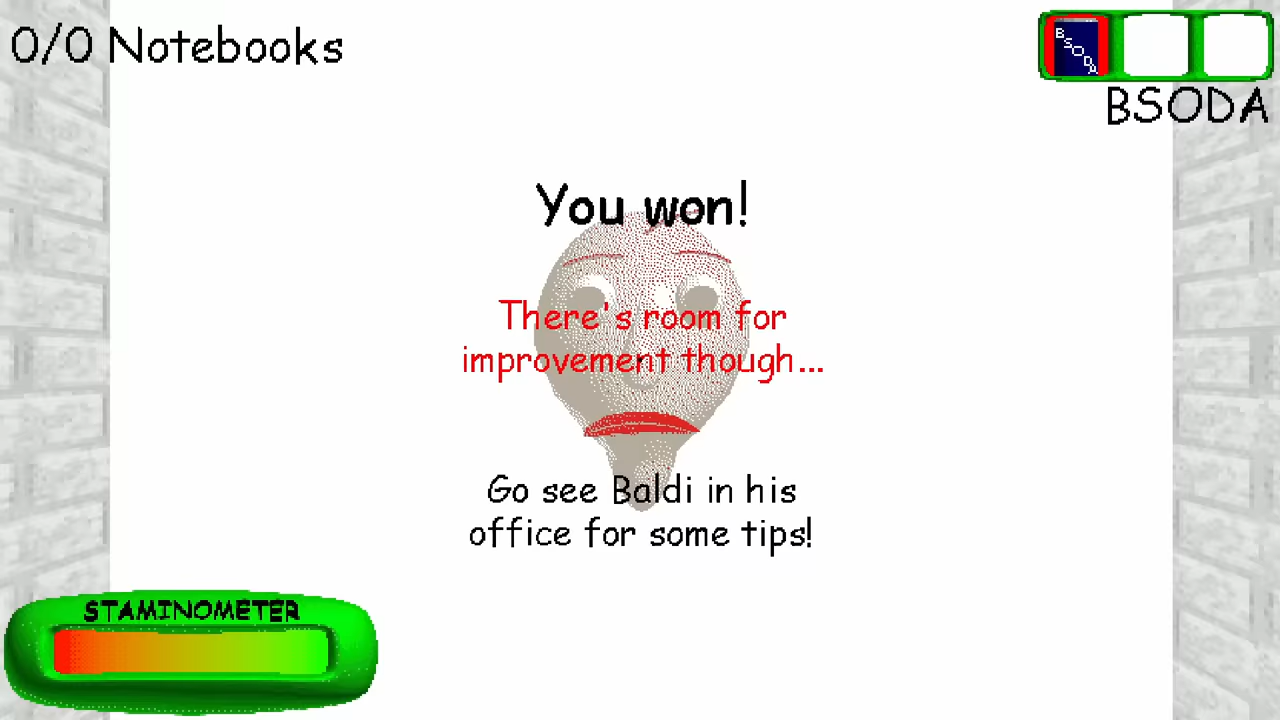 0/0 Notebooks
BSODA
BSODA
You won!
There's room for
improvement though...
Go see Baldi in his
office for some tips!
STAMINOMETER